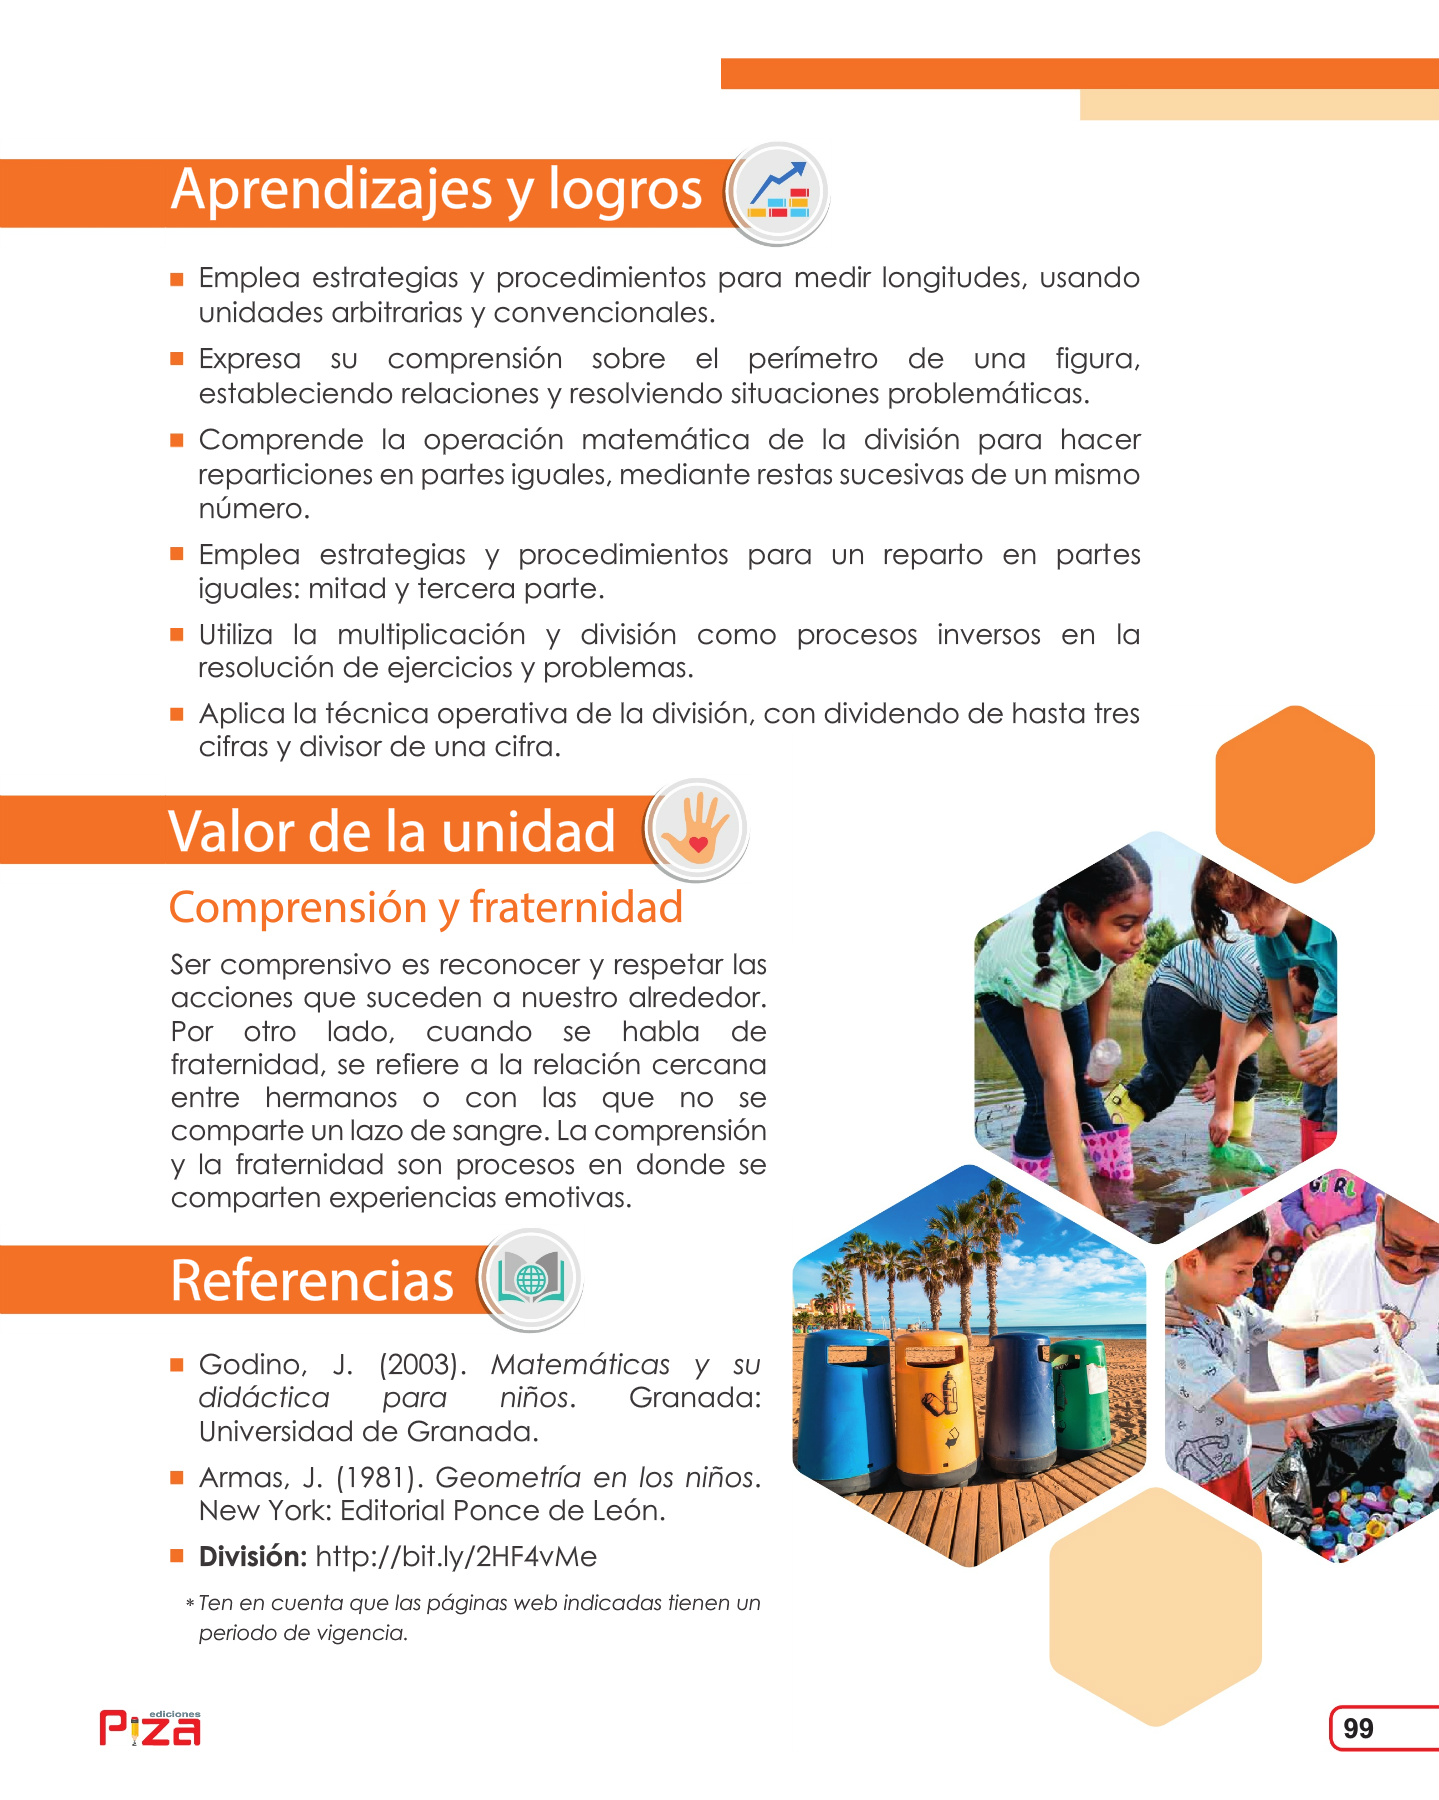 Aprendizajes y logros
Emplea estrategias y procedimientos para medir longitudes, usando
unidades arbitrarias y convencionales.
Expresa su comprensión sobre el perímetro de una figura,
estableciendo relaciones y resolviendo situaciones problemáticas.
Comprende la operación matemática de la división para hacer
reparticiones en partes iguales, mediante restas sucesivas de un mismo
número.
Emplea estrategias y procedimientos para un reparto en partes
iguales: mitad y tercera parte.
Utiliza la multiplicación y división como procesos inversos en la
resolución de ejercicios y problemas.
Aplica la técnica operativa de la división, con dividendo de hasta tres
cifras y divisor de una cifra.
Valor de la unidad
Comprensión y fraternidad
Ser comprensivo es reconocer y respetar las
acciones que suceden a nuestro alrededor.
Por otro lado, cuando se habla de
fraternidad, se refiere a la relación cercana
entre hermanos o con las que no se
comparte un lazo de sangre. La comprensión
y la fraternidad son procesos en donde se
comparten experiencias emotivas.
GiRL
Referencias
Godino, J. (2003). Matemáticas y su
didáctica para niños. Granada:
Universidad de Granada.
Armas, J. (1981). Geometría en los niños.
New York: Editorial Ponce de León.
División: http://bit.ly/2HF4vMe
* Ten en cuenta que las páginas web indicadas tienen un
periodo de vigencia.
ediciones
Piza
99